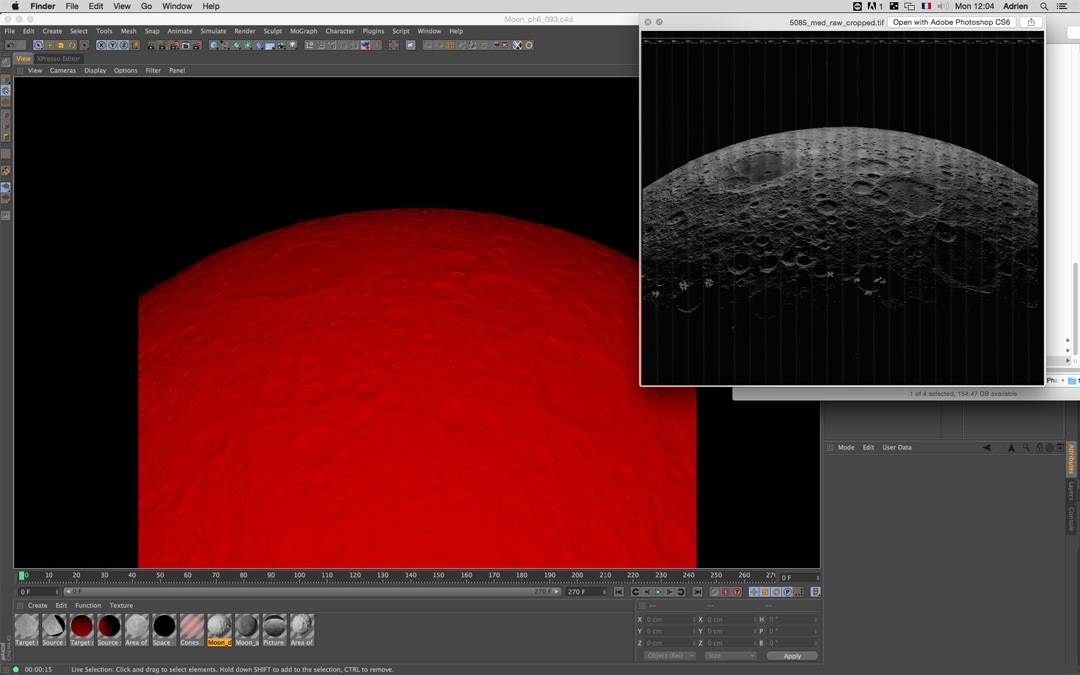 Finder File Edit View Go Window Help
1 Mon 12:04 Adrien
Moon_ph6_093.c4d
5085_med_raw_cropped.tif Open with Adobe Photoshop CS6
File Edit Create Select Tools Mesh Snap Animate Simulate Render Sculpt MoGraph Character Plugins Script Window Help
View XPresso Editor
View Cameras Display Options Filter Panel
1 of 4 selected, 154.47 GB available
Mode Edit User Data
Attributes
Layers
Console
0 10 20 30 40 50 60 70 80 90 100 110 120 130 140 150 160 170 180 190 200 210 220 230 240 250 260 27 0 F
0 F 0 F 270 F 270 F
Create Edit Function Texture
Target Source Target Source Area of Space Cones Moon_ Moon_a Picture Area of
X 0 cm X 0 cm H 0 °
Y 0 cm Y 0 cm P 0 °
Z 0 cm Z 0 cm B 0 °
Object (Rel) Size Apply
00:00:15 Live Selection: Click and drag to select elements. Hold down SHIFT to add to the selection, CTRL to remove.